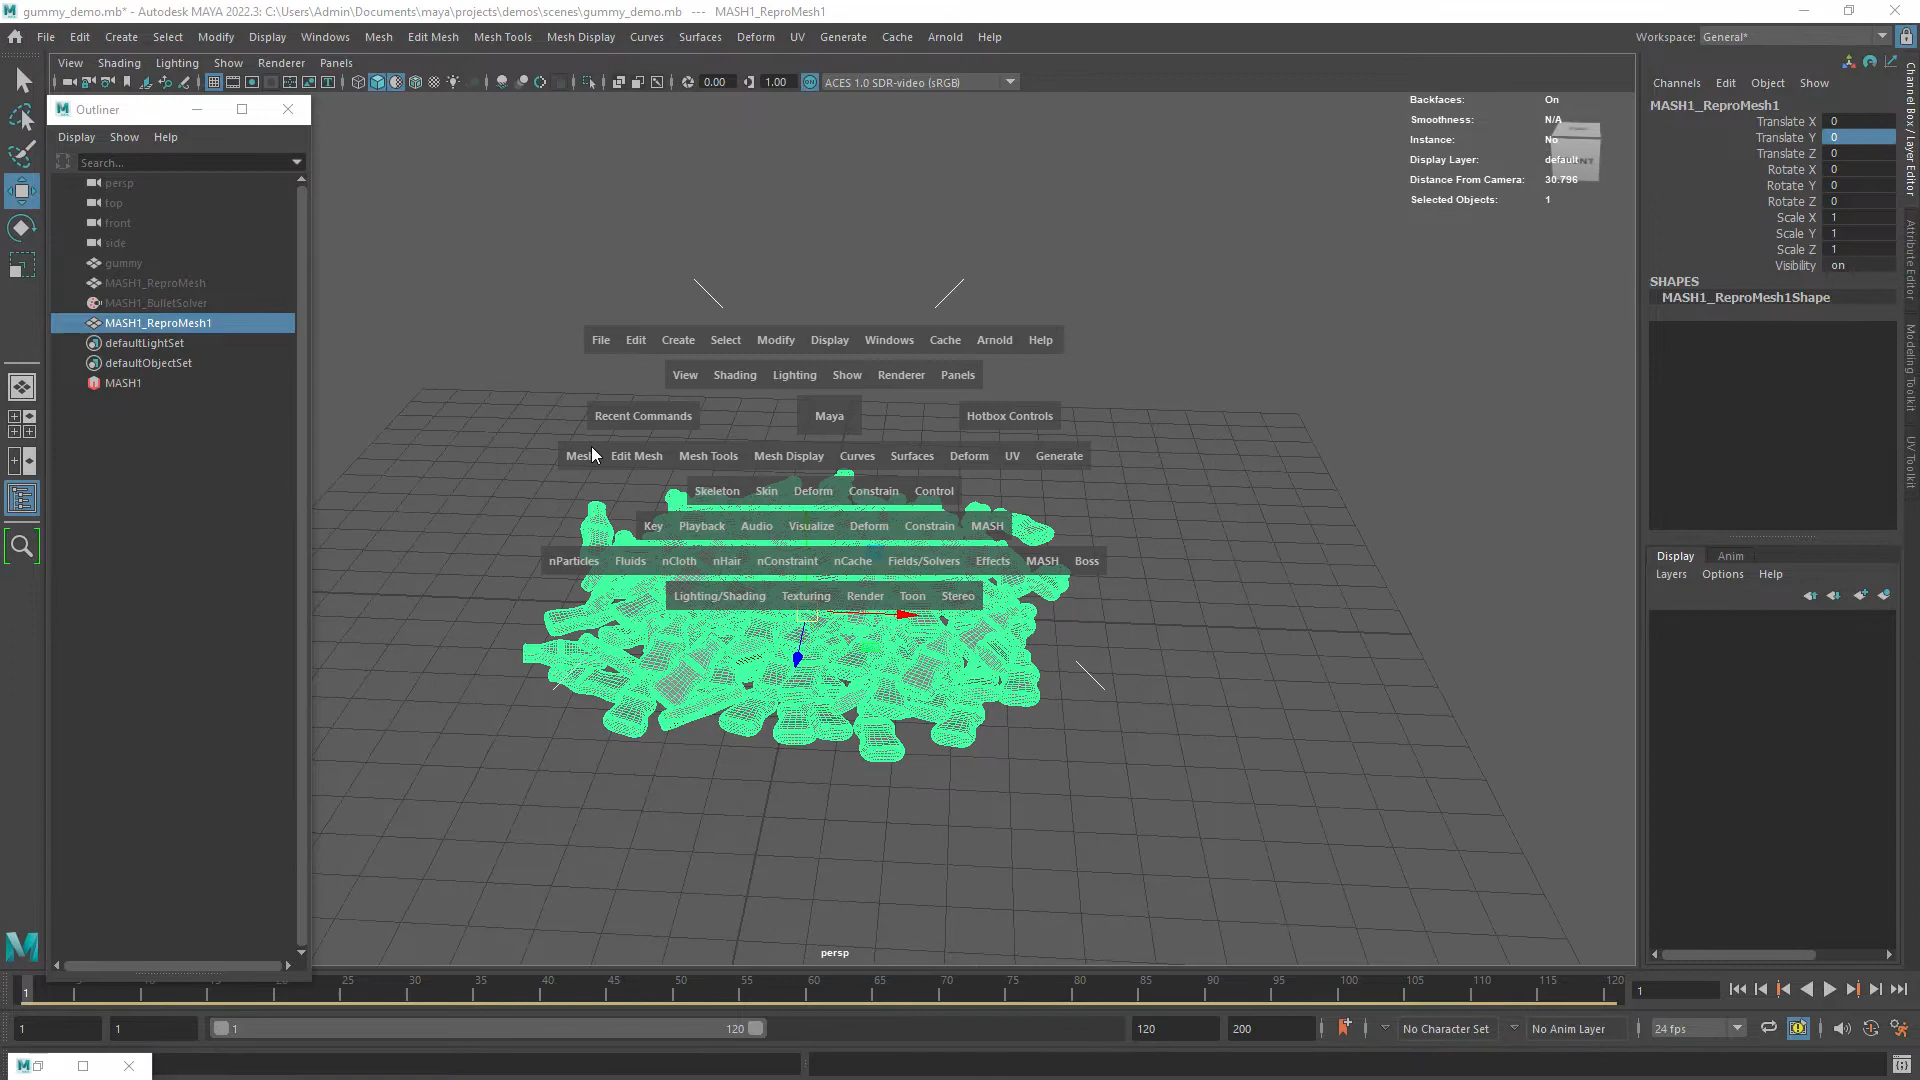 gummy_demo.mb* - Autodesk MAYA 2022.3: C:\Users\Admin\Documents\maya\projects\demos\scenes\gummy_demo.mb --- MASH1_ReproMesh1
File Edit Create Select Modify Display Windows Mesh Edit Mesh Mesh Tools Mesh Display Curves Surfaces Deform UV Generate Cache Arnold Help
Workspace: General*
View Shading Lighting Show Renderer Panels
0.00 1.00 ACES 1.0 SDR-video (sRGB)
Outliner
Display Show Help
Search...
persp
top
front
side
gummy
MASH1_ReproMesh
MASH1_BulletSolver
MASH1_ReproMesh1
defaultLightSet
defaultObjectSet
MASH1
Backfaces: On
Smoothness: N/A
Instance: No
Display Layer: default
Distance From Camera: 30.796
Selected Objects: 1
File Edit Create Select Modify Display Windows Cache Arnold Help
View Shading Lighting Show Renderer Panels
Recent Commands Maya Hotbox Controls
Mesh Edit Mesh Mesh Tools Mesh Display Curves Surfaces Deform UV Generate
Skeleton Skin Deform Constrain Control
Key Playback Audio Visualize Deform Constrain MASH
nParticles Fluids nCloth nHair nConstraint nCache Fields/Solvers Effects MASH Boss
Lighting/Shading Texturing Render Toon Stereo
persp
Channels Edit Object Show
MASH1_ReproMesh1
Translate X 0
Translate Y 0
Translate Z 0
Rotate X 0
Rotate Y 0
Rotate Z 0
Scale X 1
Scale Y 1
Scale Z 1
Visibility on
SHAPES
MASH1_ReproMesh1Shape
Display Anim
Layers Options Help
Channel Box / Layer Editor
Attribute Editor
Modeling Toolkit
UV Toolkit
1 25 30 35 40 45 50 55 60 65 70 75 80 85 90 95 100 105 110 115 120
1
1 1 1 120 120 200 No Character Set No Anim Layer 24 fps